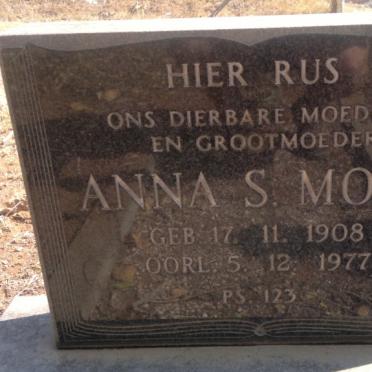 HIER RUS
ONS DIERBARE MOED
EN GROOTMOEDER
ANNA S. MO
GEB. 17. 11. 1908
OORL. 5. 12. 1977
PS. 123